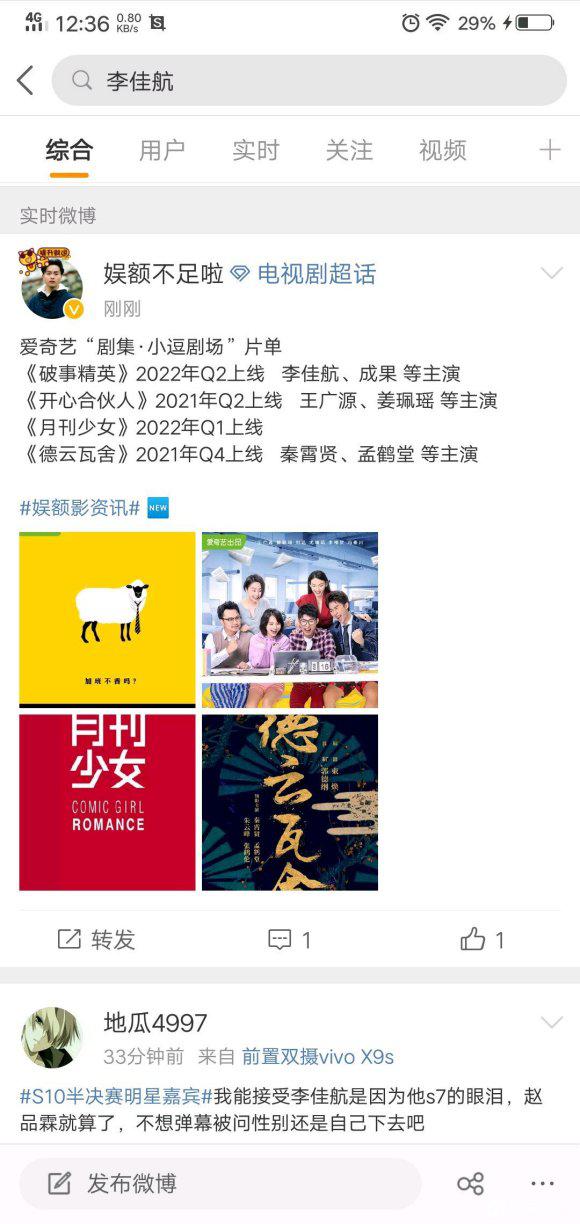 4G 12:36 0.80 KB/s 29%
李佳航
综合 用户 实时 关注 视频
实时微博
娱额不足啦 电视剧超话
刚刚
爱奇艺“剧集·小逗剧场”片单
《破事精英》2022年Q2上线 李佳航、成果 等主演
《开心合伙人》2021年Q2上线 王广源、姜珮瑶 等主演
《月刊少女》2022年Q1上线
《德云瓦舍》2021年Q4上线 秦霄贤、孟鹤堂 等主演
#娱额影资讯# NEW
加班不香吗？
爱奇艺出品
月刊
少女
COMIC GIRL
ROMANCE
德云瓦舍
郭德纲
秦霄贤 孟鹤堂
朱云峰 张鹤伦
转发 1 1
地瓜4997
33分钟前 来自 前置双摄vivo X9s
#S10半决赛明星嘉宾#我能接受李佳航是因为他s7的眼泪，赵
品霖就算了，不想弹幕被问性别还是自己下去吧
发布微博